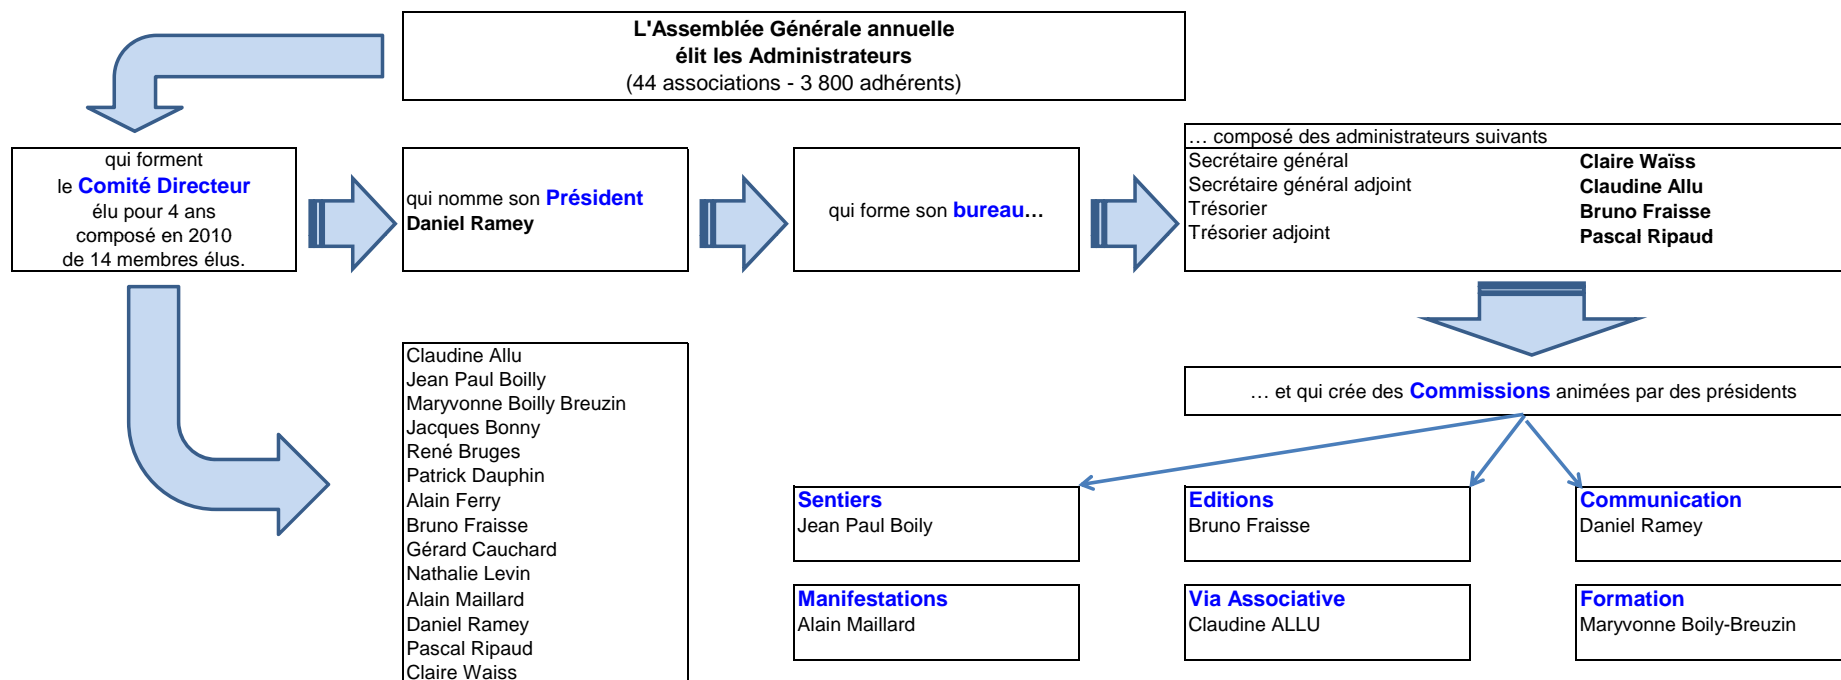 L'Assemblée Générale annuelle
élit les Administrateurs
(44 associations - 3 800 adhérents)
qui forment
le Comité Directeur
élu pour 4 ans
composé en 2010
de 14 membres élus.
qui nomme son Président
Daniel Ramey
qui forme son bureau…
… composé des administrateurs suivants
Secrétaire général Claire Waïss
Secrétaire général adjoint Claudine Allu
Trésorier Bruno Fraisse
Trésorier adjoint Pascal Ripaud
Claudine Allu
Jean Paul Boilly
Maryvonne Boilly Breuzin
Jacques Bonny
René Bruges
Patrick Dauphin
Alain Ferry
Bruno Fraisse
Gérard Cauchard
Nathalie Levin
Alain Maillard
Daniel Ramey
Pascal Ripaud
Claire Waiss
… et qui crée des Commissions animées par des présidents
Sentiers
Jean Paul Boily
Editions
Bruno Fraisse
Communication
Daniel Ramey
Manifestations
Alain Maillard
Via Associative
Claudine ALLU
Formation
Maryvonne Boily-Breuzin